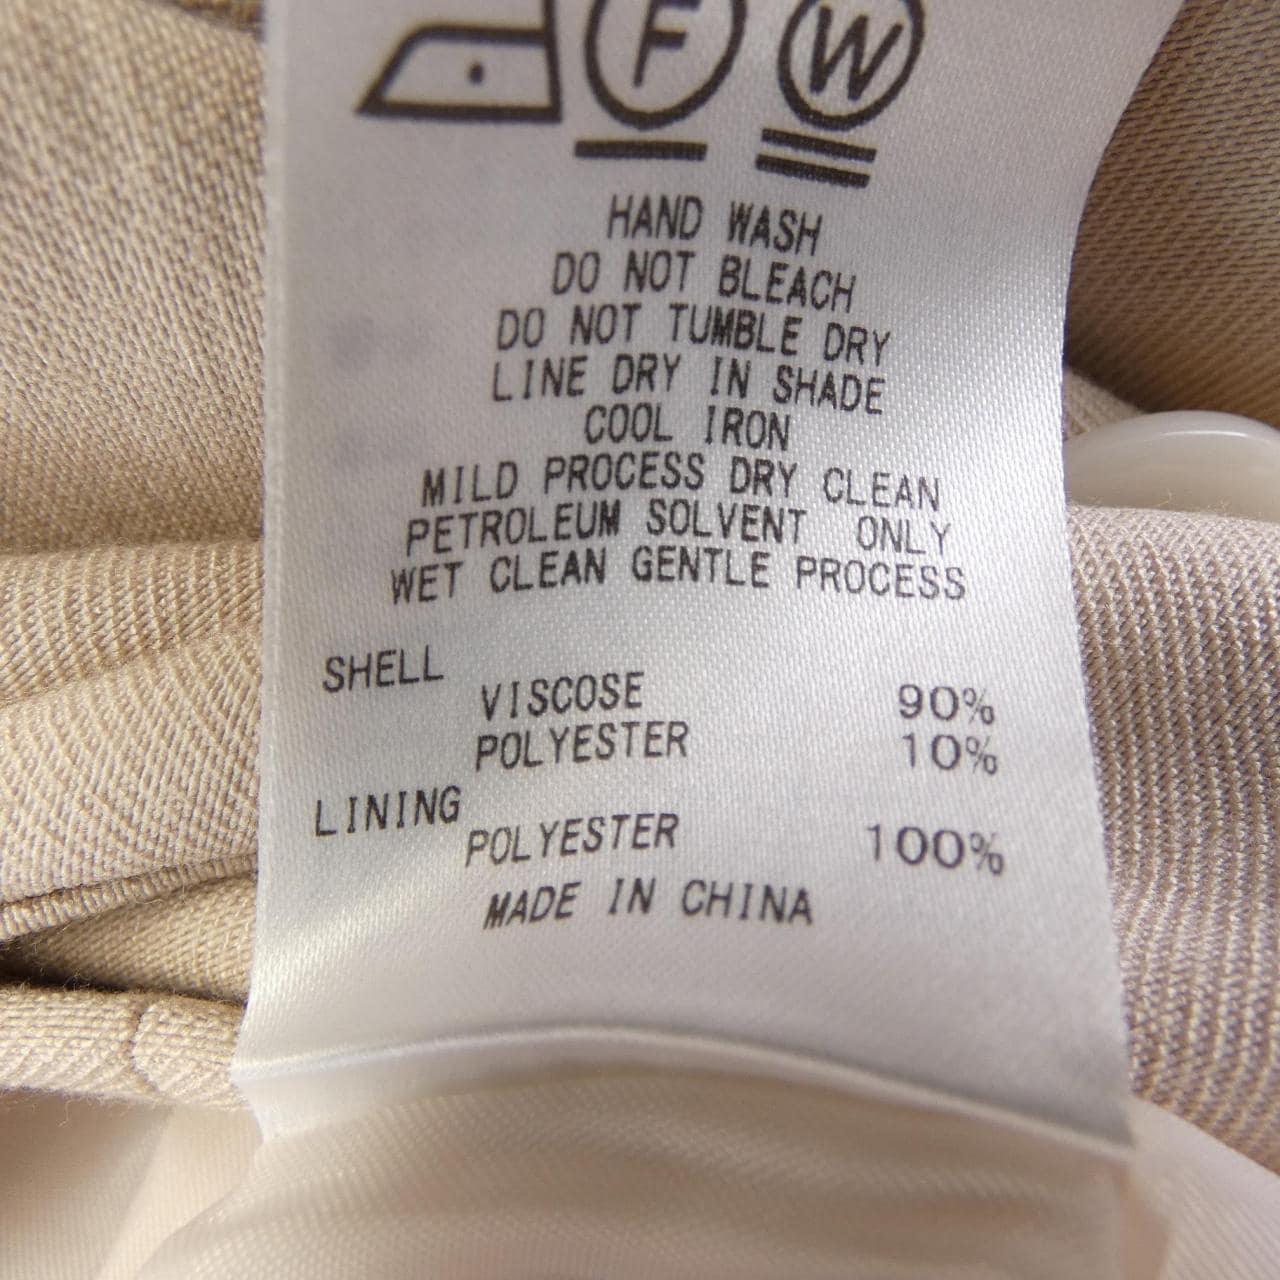 F W
HAND WASH
DO NOT BLEACH
DO NOT TUMBLE DRY
LINE DRY IN SHADE
COOL IRON
MILD PROCESS DRY CLEAN
PETROLEUM SOLVENT ONLY
WET CLEAN GENTLE PROCESS
SHELL
VISCOSE 90%
POLYESTER 10%
LINING
POLYESTER 100%
MADE IN CHINA